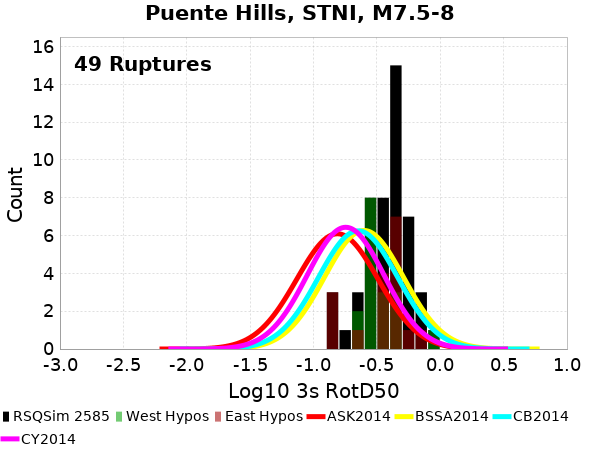 Puente Hills, STNI, M7.5-8
49 Ruptures
16
14
12
10
8
6
4
2
0
Count
-3.0 -2.5 -2.0 -1.5 -1.0 -0.5 0.0 0.5 1.0
Log10 3s RotD50
RSQSim 2585 West Hypos East Hypos ASK2014 BSSA2014 CB2014
CY2014